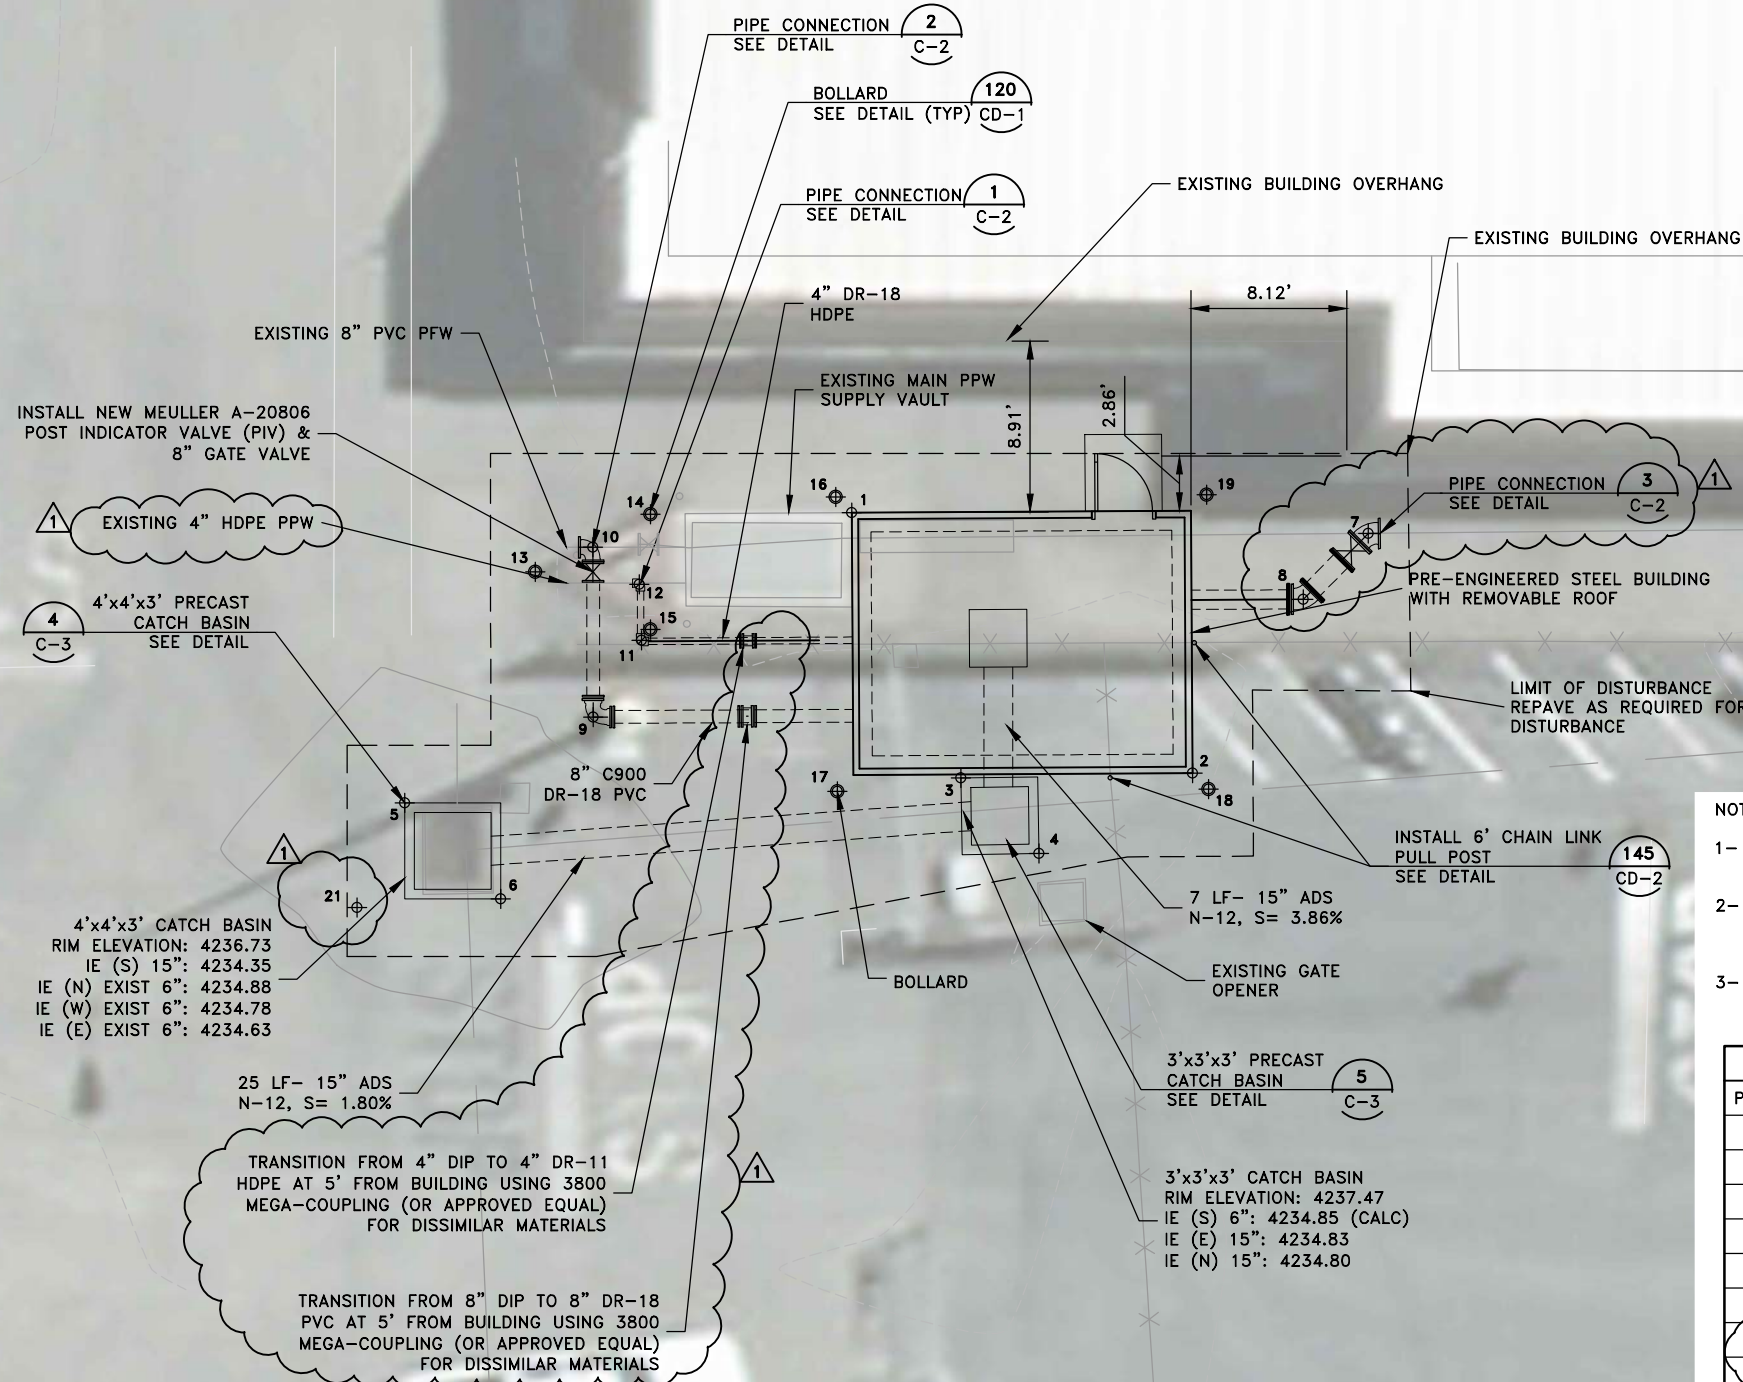 PIPE CONNECTION
SEE DETAIL
2
C-2
BOLLARD
SEE DETAIL (TYP)
120
CD-1
PIPE CONNECTION
SEE DETAIL
1
C-2
EXISTING BUILDING OVERHANG
EXISTING BUILDING OVERHANG
8.12'
4" DR-18
HDPE
EXISTING 8" PVC PFW
EXISTING MAIN PPW
SUPPLY VAULT
8.91'
2.86'
INSTALL NEW MEULLER A-20806
POST INDICATOR VALVE (PIV) &
8" GATE VALVE
1
EXISTING 4" HDPE PPW
PIPE CONNECTION
SEE DETAIL
3
C-2
1
16
1
19
14
10
13
12
15
11
9
7
8
4
C-3
4'x4'x3' PRECAST
CATCH BASIN
SEE DETAIL
PRE-ENGINEERED STEEL BUILDING
WITH REMOVABLE ROOF
LIMIT OF DISTURBANCE
REPAVE AS REQUIRED FOR
DISTURBANCE
8" C900
DR-18 PVC
17
3
2
18
4
5
6
1
21
INSTALL 6' CHAIN LINK
PULL POST
SEE DETAIL
145
CD-2
NOT
1-
2-
3-
P
7 LF- 15" ADS
N-12, S= 3.86%
4'x4'x3' CATCH BASIN
RIM ELEVATION: 4236.73
IE (S) 15": 4234.35
IE (N) EXIST 6": 4234.88
IE (W) EXIST 6": 4234.78
IE (E) EXIST 6": 4234.63
BOLLARD
EXISTING GATE
OPENER
25 LF- 15" ADS
N-12, S= 1.80%
3'x3'x3' PRECAST
CATCH BASIN
SEE DETAIL
5
C-3
TRANSITION FROM 4" DIP TO 4" DR-11
HDPE AT 5' FROM BUILDING USING 3800
MEGA-COUPLING (OR APPROVED EQUAL)
FOR DISSIMILAR MATERIALS
1
3'x3'x3' CATCH BASIN
RIM ELEVATION: 4237.47
IE (S) 6": 4234.85 (CALC)
IE (E) 15": 4234.83
IE (N) 15": 4234.80
TRANSITION FROM 8" DIP TO 8" DR-18
PVC AT 5' FROM BUILDING USING 3800
MEGA-COUPLING (OR APPROVED EQUAL)
FOR DISSIMILAR MATERIALS